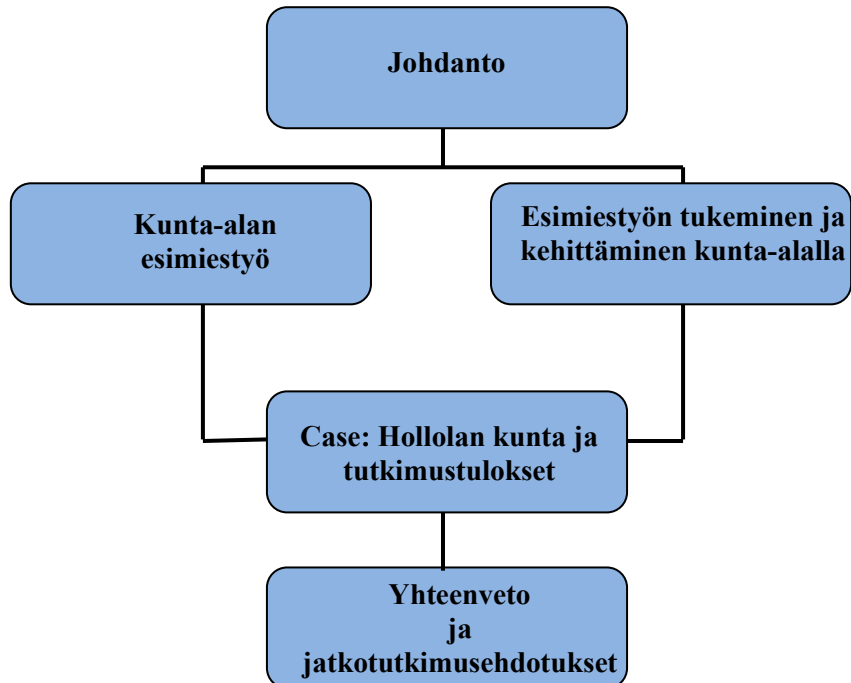 Johdanto
Kunta-alan
esimiestyö
Esimiestyön tukeminen ja
kehittäminen kunta-alalla
Case: Hollolan kunta ja
tutkimustulokset
Yhteenveto
ja
jatkotutkimusehdotukset